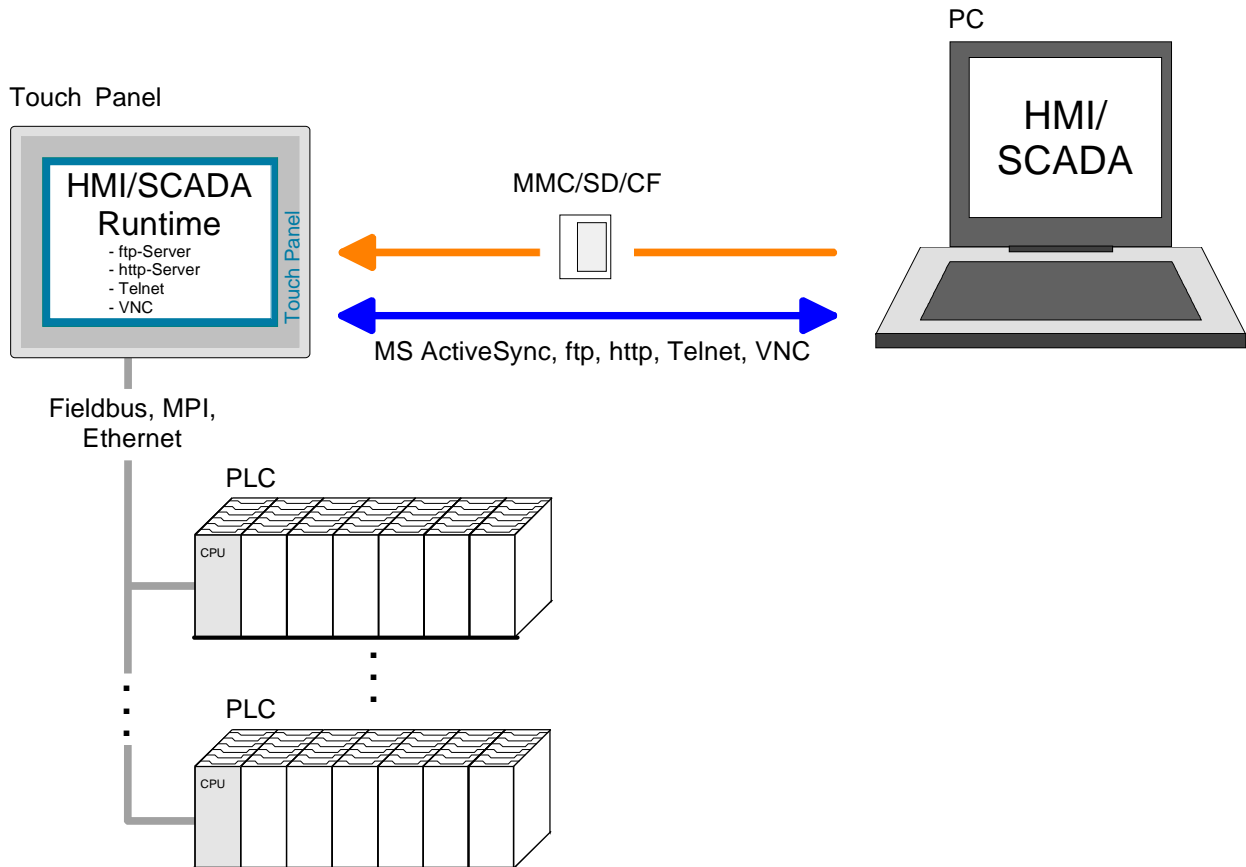 PC
Touch Panel
HMI/
SCADA
HMI/SCADA
Runtime
- ftp-Server
- http-Server
- Telnet
- VNC
Touch Panel
MMC/SD/CF
MS ActiveSync, ftp, http, Telnet, VNC
Fieldbus, MPI,
Ethernet
PLC
CPU
PLC
CPU